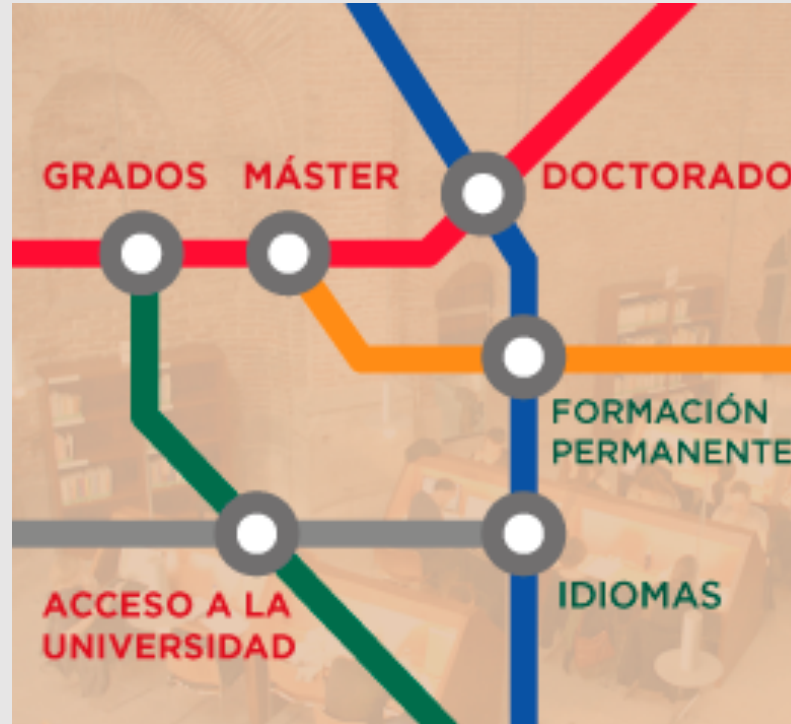 GRADOS MÁSTER DOCTORADO
FORMACIÓN
PERMANENTE
IDIOMAS
ACCESO A LA
UNIVERSIDAD